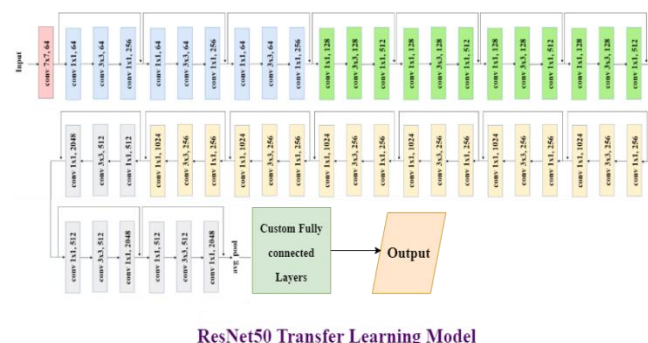 Input
conv 7x7, 64
conv 1x1, 64
conv 3x3, 64
conv 1x1, 256
conv 1x1, 64
conv 3x3, 64
conv 1x1, 256
conv 1x1, 64
conv 3x3, 64
conv 1x1, 256
conv 1x1, 128
conv 3x3, 128
conv 1x1, 512
conv 1x1, 128
conv 3x3, 128
conv 1x1, 512
conv 1x1, 128
conv 3x3, 128
conv 1x1, 512
conv 1x1, 128
conv 3x3, 128
conv 1x1, 512
conv 1x1, 2048
conv 3x3, 512
conv 1x1, 512
conv 1x1, 1024
conv 3x3, 256
conv 1x1, 256
conv 1x1, 1024
conv 3x3, 256
conv 1x1, 256
conv 1x1, 1024
conv 3x3, 256
conv 1x1, 256
conv 1x1, 1024
conv 3x3, 256
conv 1x1, 256
conv 1x1, 1024
conv 3x3, 256
conv 1x1, 256
conv 1x1, 1024
conv 3x3, 256
conv 1x1, 256
conv 1x1, 512
conv 3x3, 512
conv 1x1, 2048
conv 1x1, 512
conv 3x3, 512
conv 1x1, 2048
avg_pool
Custom Fully
connected
Layers
Output
ResNet50 Transfer Learning Model